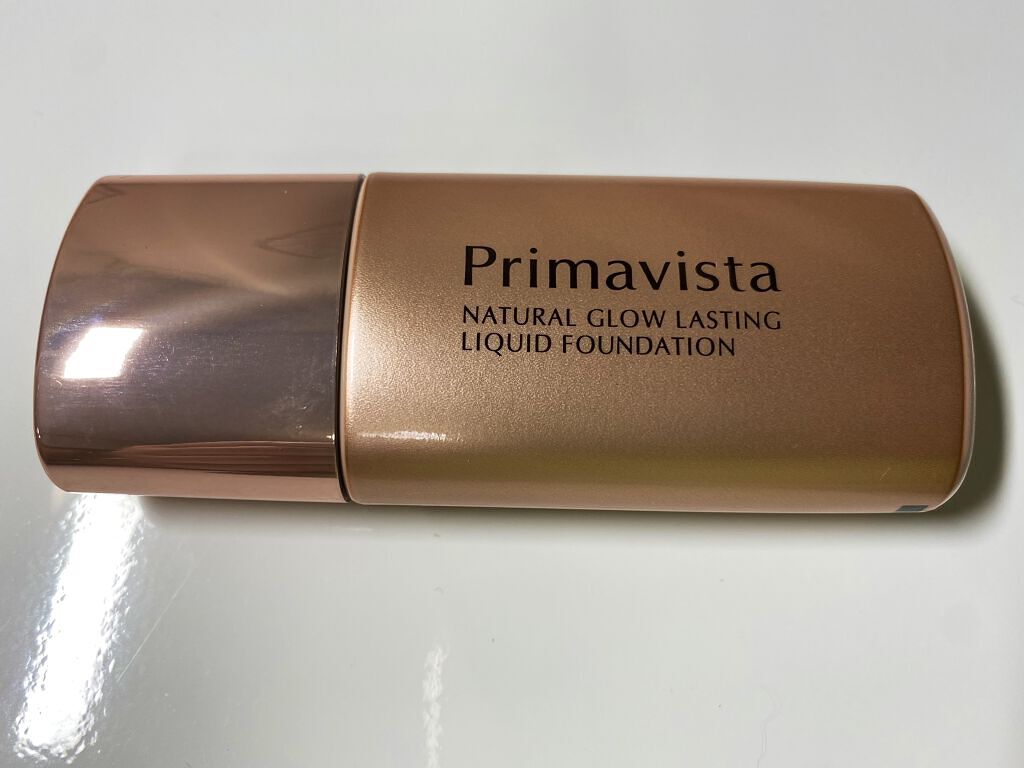 Primavista
NATURAL GLOW LASTING
LIQUID FOUNDATION